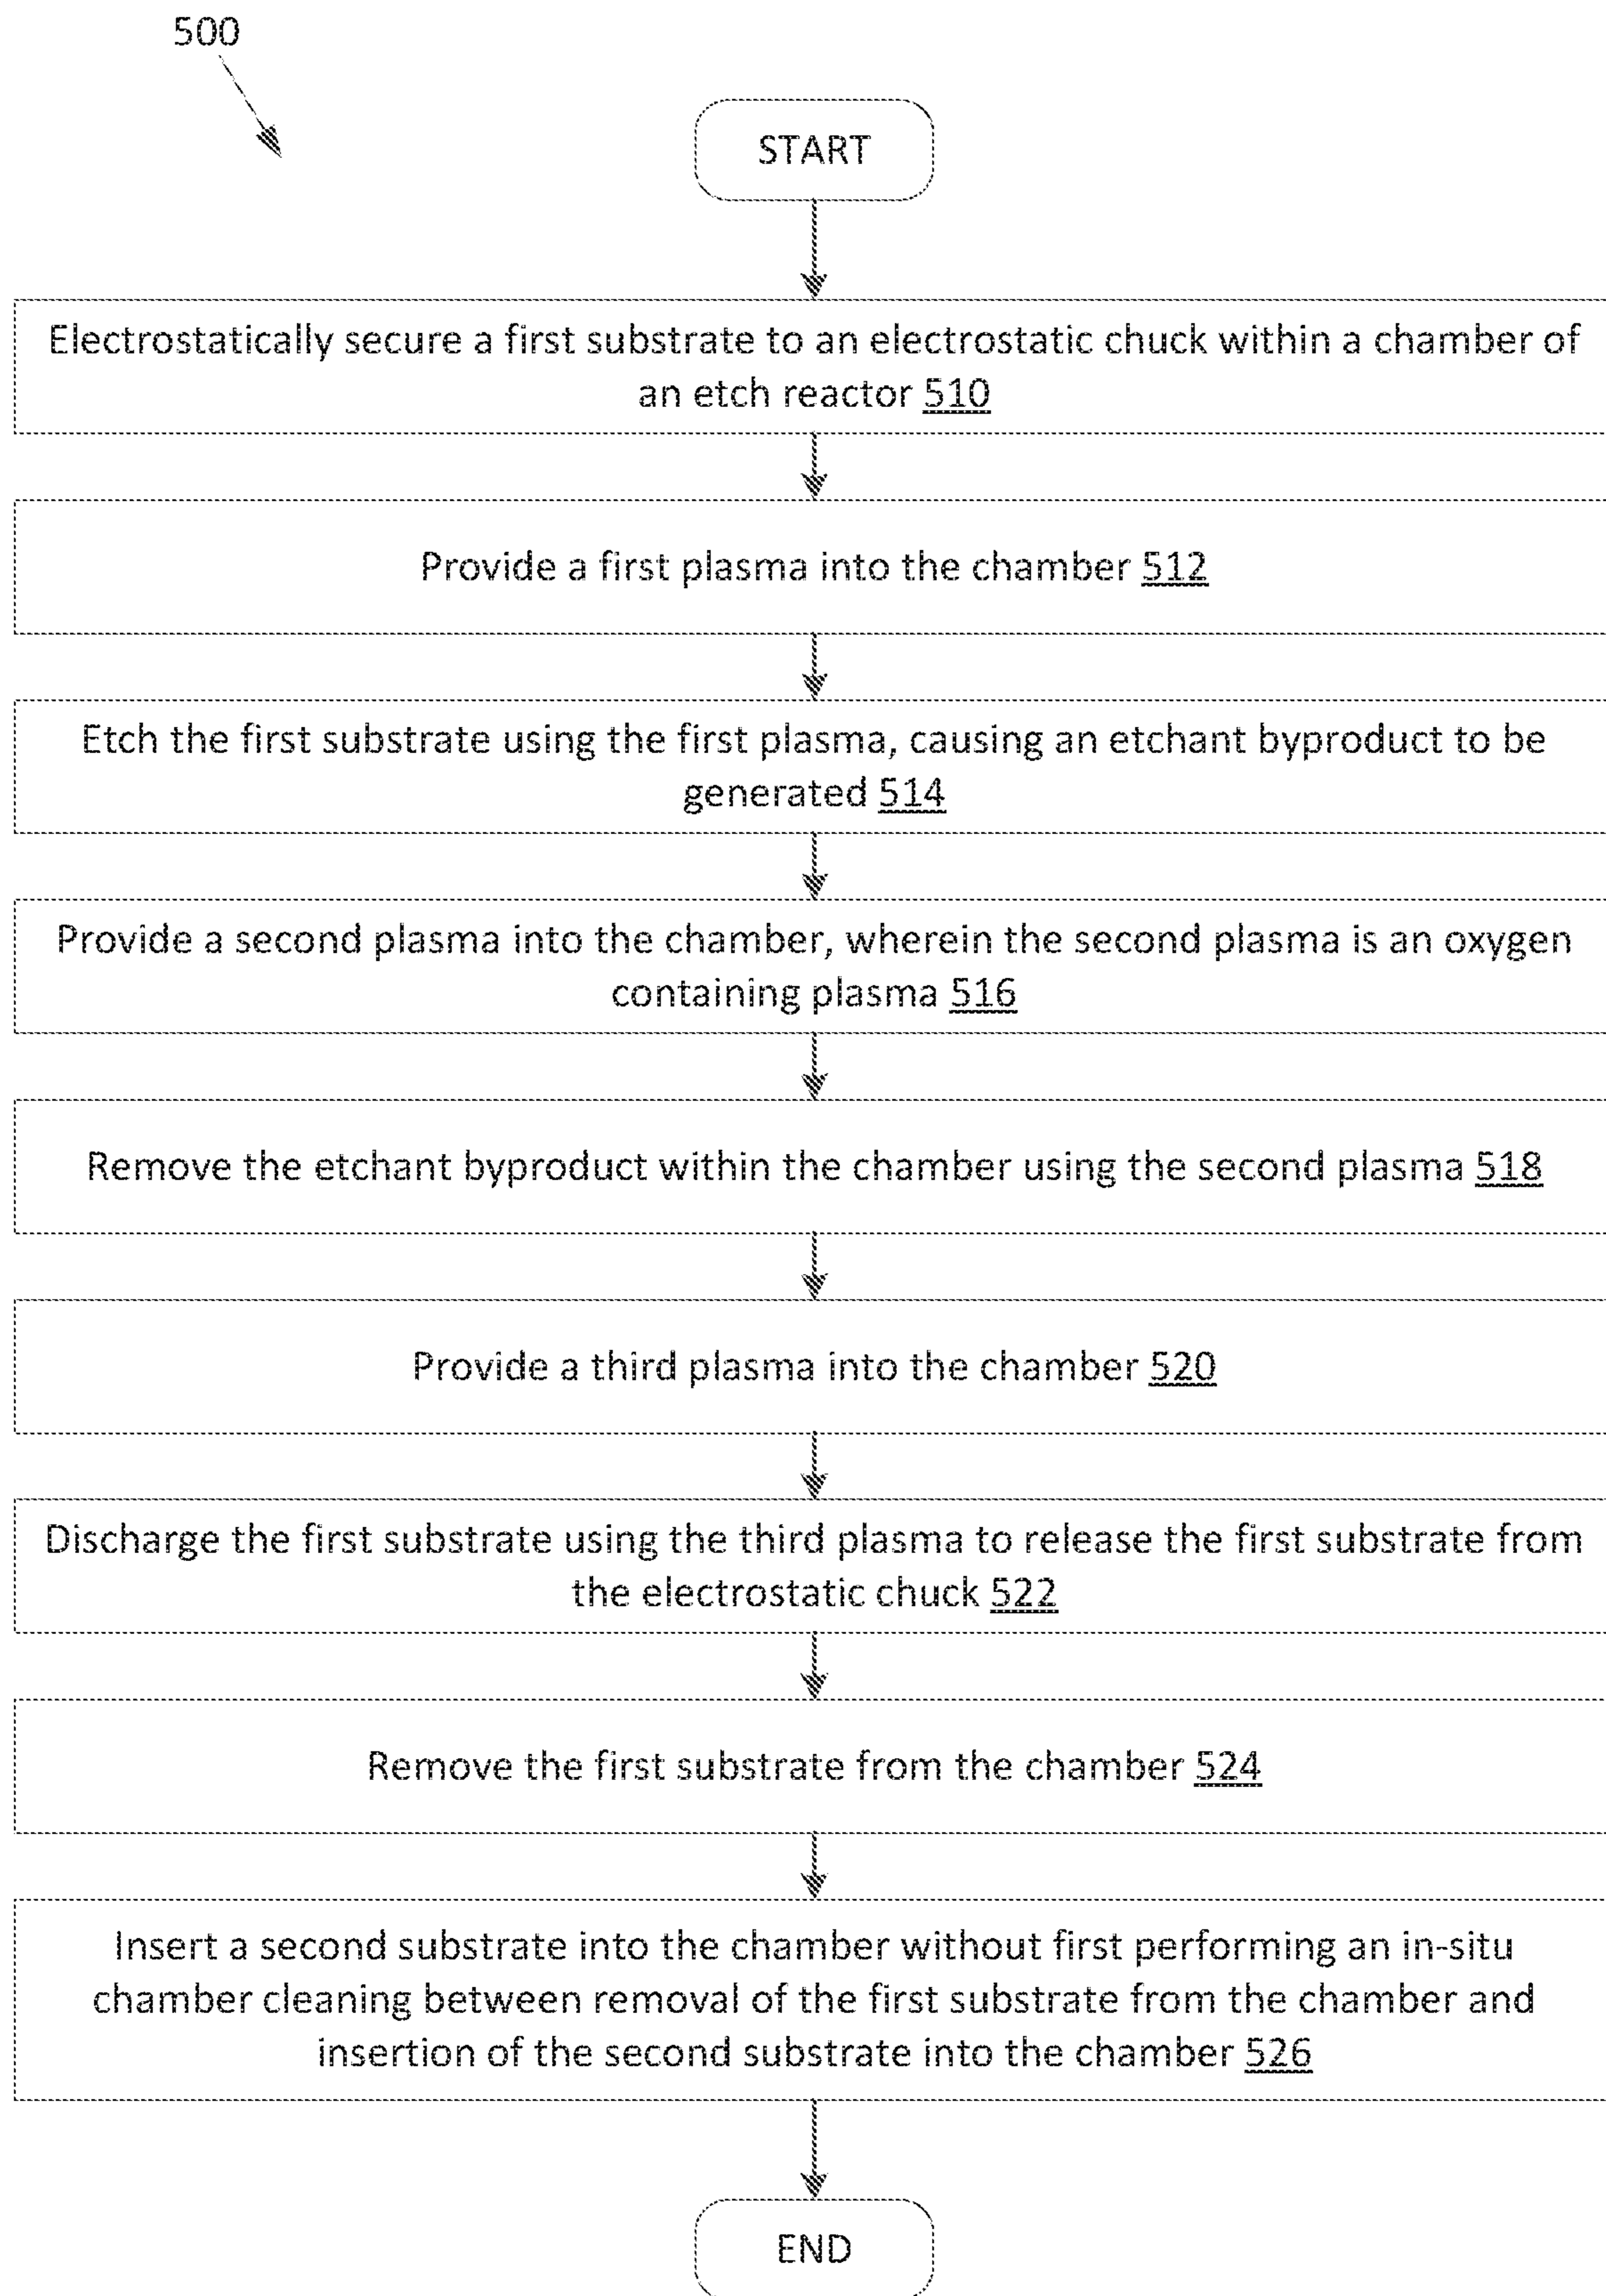 500
START
Electrostatically secure a first substrate to an electrostatic chuck within a chamber of
an etch reactor 510
Provide a first plasma into the chamber 512
Etch the first substrate using the first plasma, causing an etchant byproduct to be
generated 514
Provide a second plasma into the chamber, wherein the second plasma is an oxygen
containing plasma 516
Remove the etchant byproduct within the chamber using the second plasma 518
Provide a third plasma into the chamber 520
Discharge the first substrate using the third plasma to release the first substrate from
the electrostatic chuck 522
Remove the first substrate from the chamber 524
Insert a second substrate into the chamber without first performing an in-situ
chamber cleaning between removal of the first substrate from the chamber and
insertion of the second substrate into the chamber 526
END